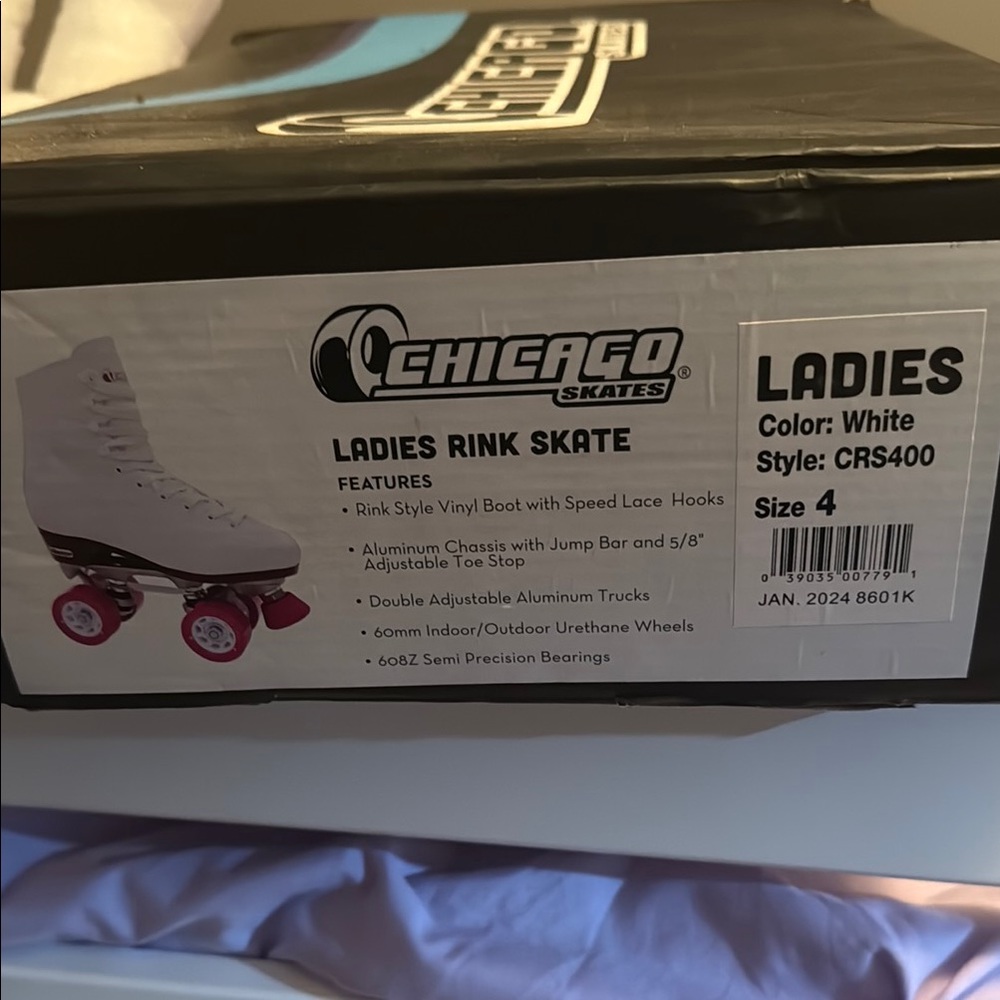 CHICAGO
SKATES
CHICAGO ®
SKATES
LADIES RINK SKATE
FEATURES
• Rink Style Vinyl Boot with Speed Lace Hooks
• Aluminum Chassis with Jump Bar and 5/8"
Adjustable Toe Stop
• Double Adjustable Aluminum Trucks
• 60mm Indoor/Outdoor Urethane Wheels
• 608Z Semi Precision Bearings
LADIES
Color: White
Style: CRS400
Size 4
0 39035 00779 1
JAN. 2024 8601K